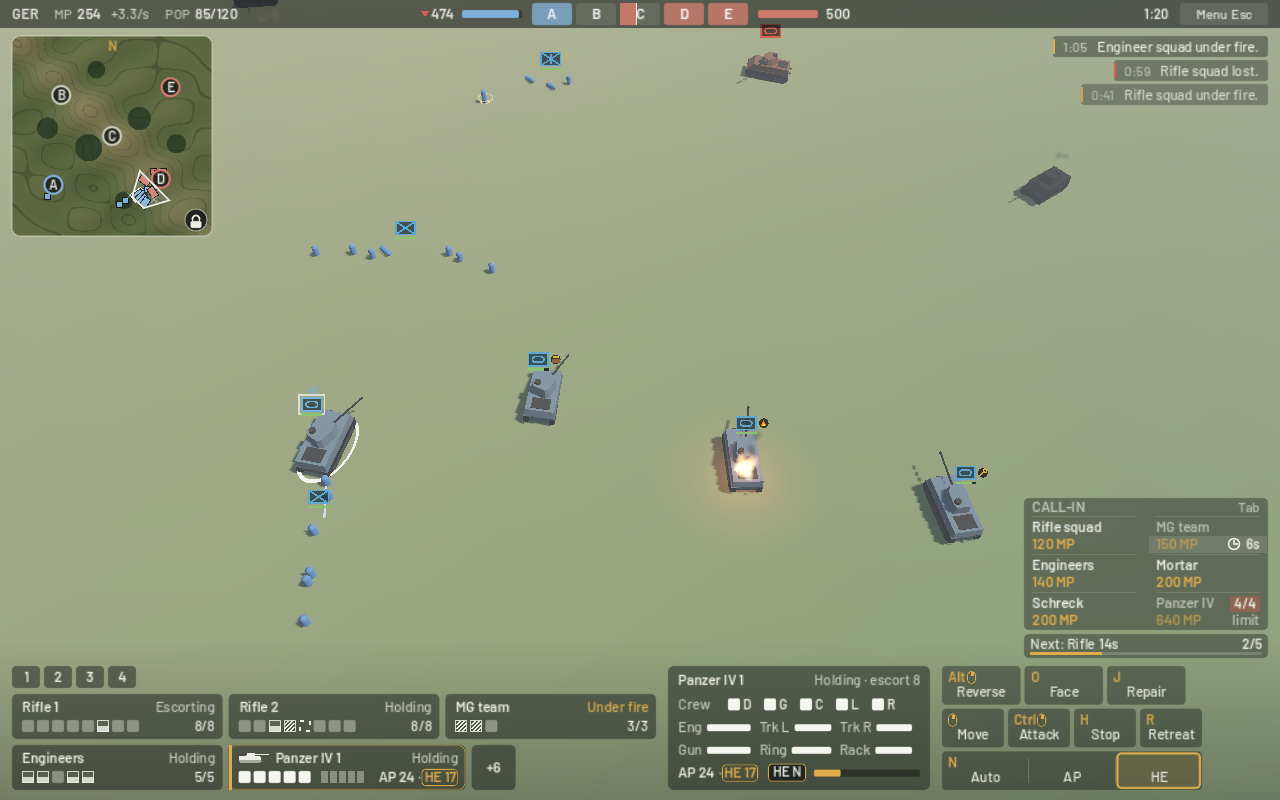 GER MP 254 +3.3/s POP 85/120
474 A B C D E 500
1:20 Menu Esc
N
B
E
C
A
D
1:05 Engineer squad under fire.
0:59 Rifle squad lost.
0:41 Rifle squad under fire.
CALL-IN Tab
Rifle squad MG team
120 MP 150 MP 6s
Engineers Mortar
140 MP 200 MP
Schreck Panzer IV 4/4
200 MP 640 MP limit
Next: Rifle 14s 2/5
1 2 3 4
Rifle 1 Escorting
8/8
Rifle 2 Holding
8/8
MG team Under fire
3/3
Engineers Holding
5/5
Panzer IV 1 Holding
AP 24 · HE 17
+6
Panzer IV 1 Holding · escort 8
Crew D G C L R
Eng Trk L Trk R
Gun Ring Rack
AP 24 · HE 17 HE N
Alt Reverse
O Face
J Repair
Move
Ctrl Attack
H Stop
R Retreat
N Auto AP HE